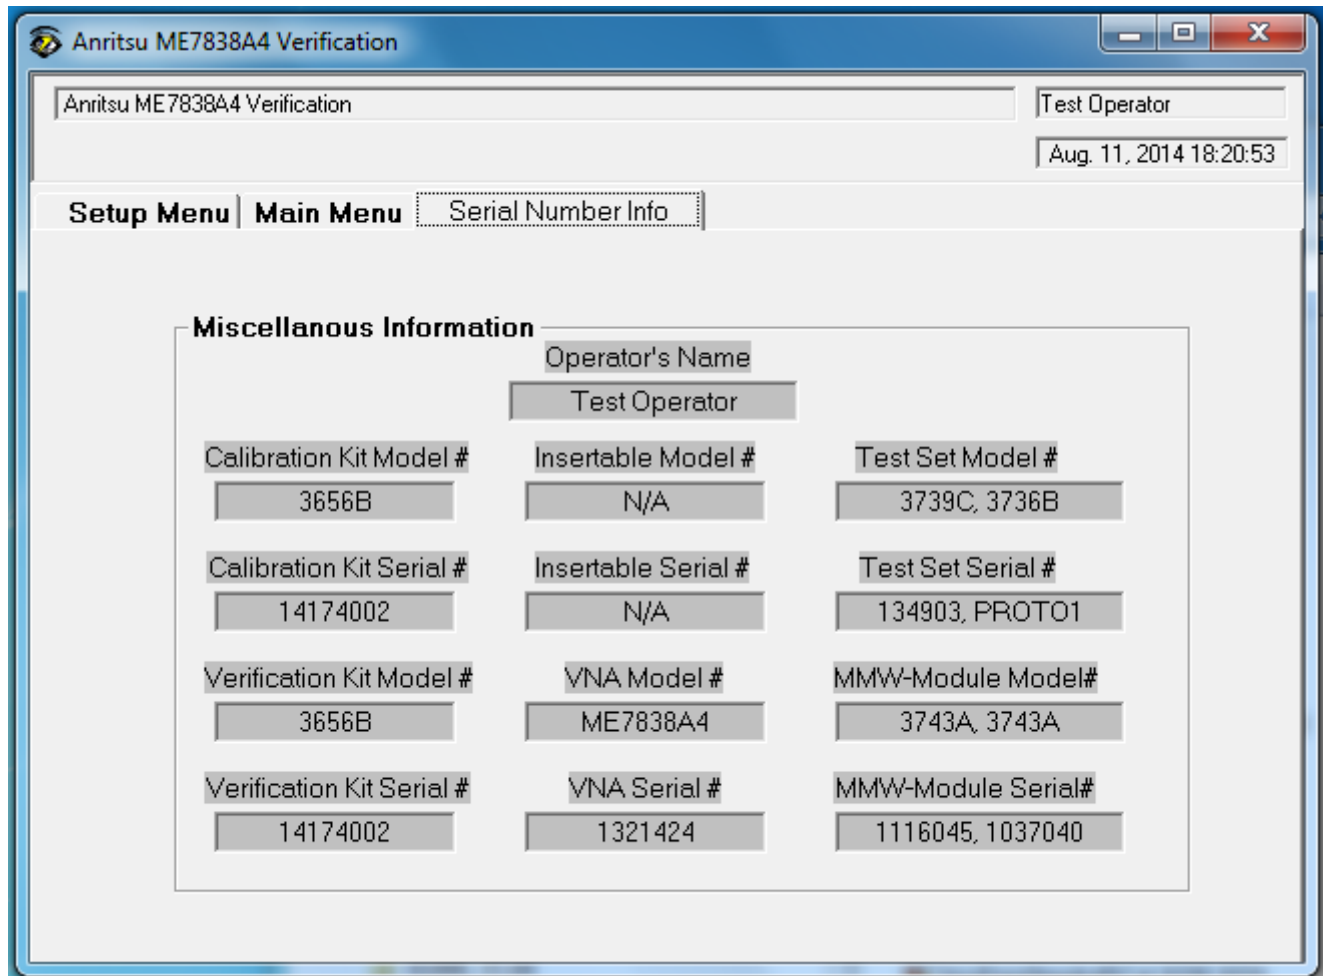 Anritsu ME7838A4 Verification
Anritsu ME7838A4 Verification Test Operator
Aug. 11, 2014 18:20:53
Setup Menu Main Menu Serial Number Info
Miscellanous Information
Operator's Name
Test Operator
Calibration Kit Model # Insertable Model # Test Set Model #
3656B N/A 3739C, 3736B
Calibration Kit Serial # Insertable Serial # Test Set Serial #
14174002 N/A 134903, PROTO1
Verification Kit Model # VNA Model # MMW-Module Model#
3656B ME7838A4 3743A, 3743A
Verification Kit Serial # VNA Serial # MMW-Module Serial#
14174002 1321424 1116045, 1037040